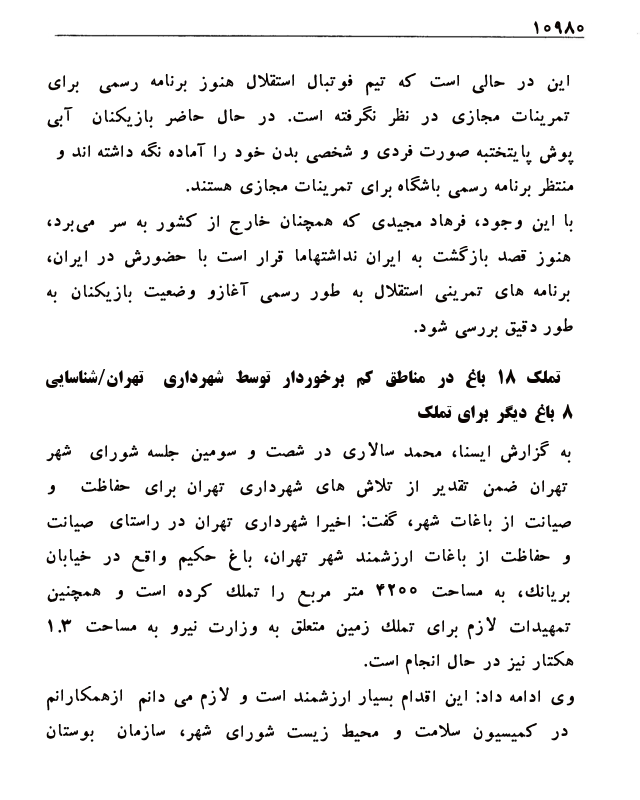 ۱۰۹۸۰
این در حالی است که تیم فوتبال استقلال هنوز برنامه رسمی برای
تمرینات مجازی در نظر نگرفته است. در حال حاضر بازیکنان آبی
پوش پایتختبه صورت فردی و شخصی بدن خود را آماده نگه داشته اند و
منتظر برنامه رسمی باشگاه برای تمرینات مجازی هستند.
با این وجود، فرهاد مجیدی که همچنان خارج از کشور به سر می‌برد،
هنوز قصد بازگشت به ایران نداشتهاما قرار است با حضورش در ایران،
برنامه های تمرینی استقلال به طور رسمی آغازو وضعیت بازیکنان به
طور دقیق بررسی شود.
تملک ۱۸ باغ در مناطق کم برخوردار توسط شهرداری تهران/شناسایی
۸ باغ دیگر برای تملک
به گزارش ایسنا، محمد سالاری در شصت و سومین جلسه شورای شهر
تهران ضمن تقدیر از تلاش های شهرداری تهران برای حفاظت و
صیانت از باغات شهر، گفت: اخیرا شهرداری تهران در راستای صیانت
و حفاظت از باغات ارزشمند شهر تهران، باغ حکیم واقع در خیابان
بریانک، به مساحت ۴۲۰۰ متر مربع را تملک کرده است و همچنین
تمهیدات لازم برای تملک زمین متعلق به وزارت نیرو به مساحت ۱.۳
هکتار نیز در حال انجام است.
وی ادامه داد: این اقدام بسیار ارزشمند است و لازم می دانم ازهمکارانم
در کمیسیون سلامت و محیط زیست شورای شهر، سازمان بوستان